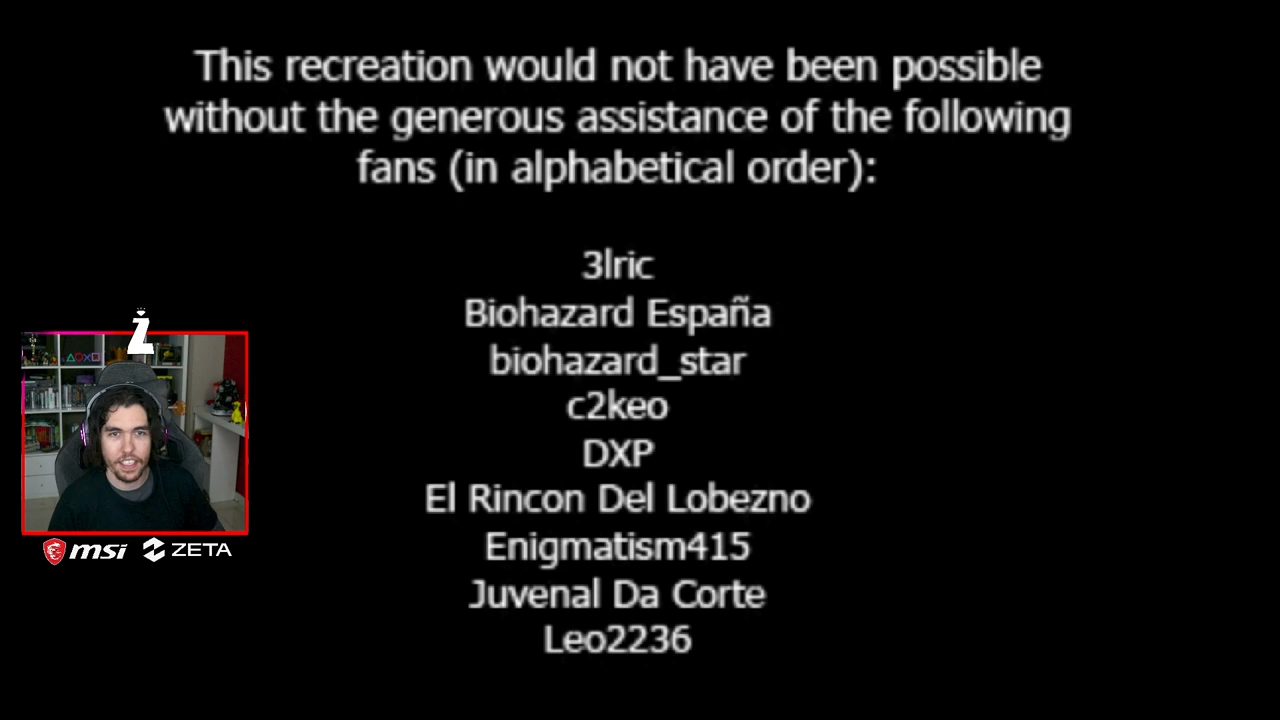 This recreation would not have been possible
without the generous assistance of the following
fans (in alphabetical order):
3lric
Biohazard España
biohazard_star
c2keo
DXP
El Rincon Del Lobezno
Enigmatism415
Juvenal Da Corte
Leo2236
Z
msi ZETA